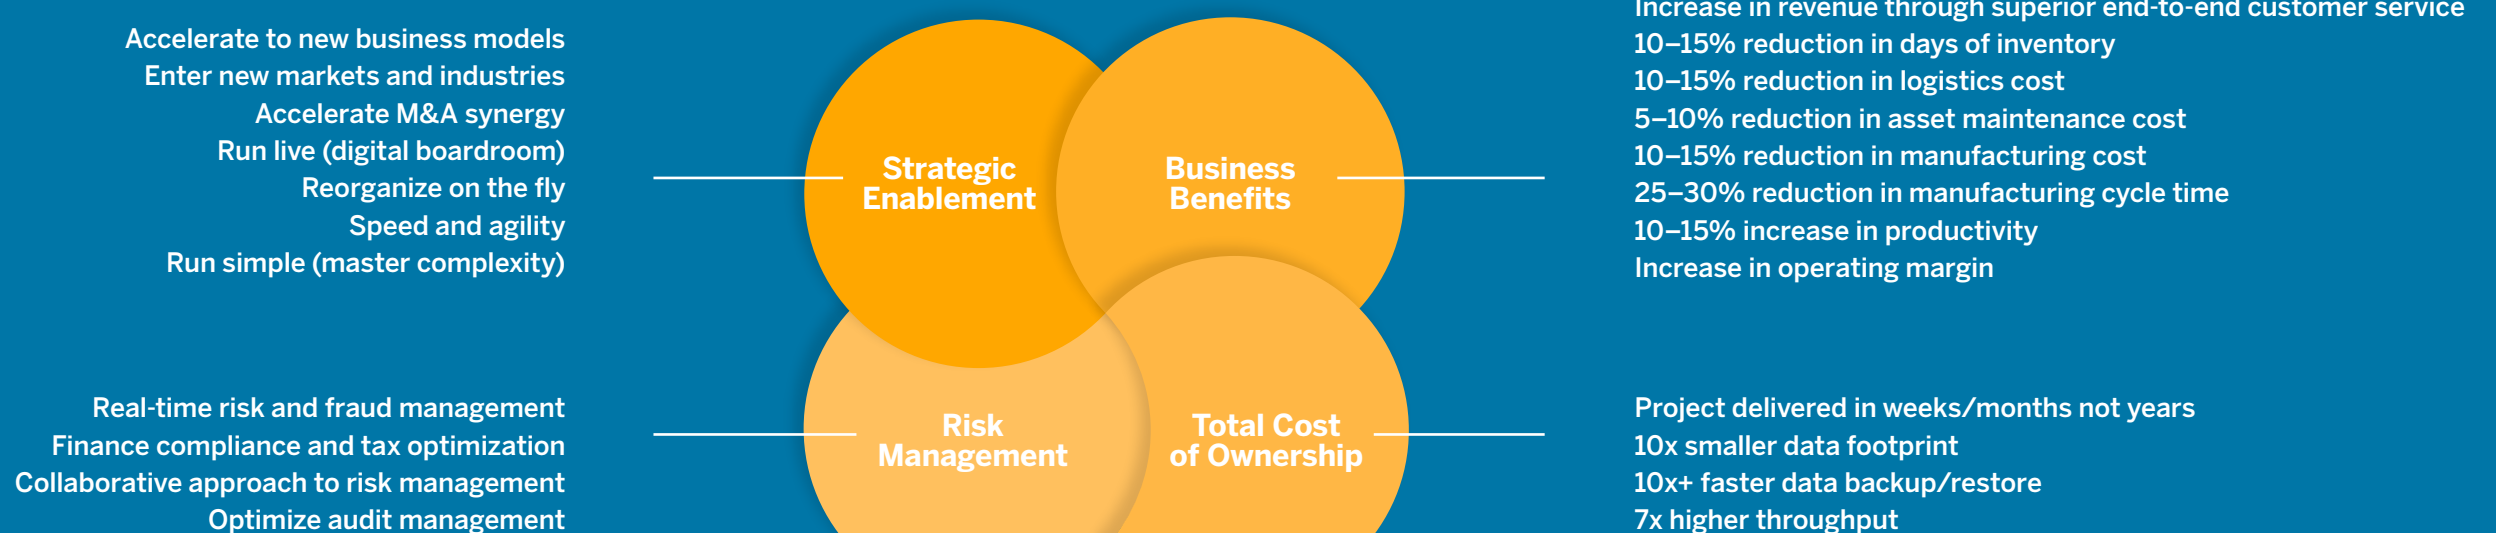 Accelerate to new business models
Enter new markets and industries
Accelerate M&A synergy
Run live (digital boardroom)
Reorganize on the fly
Speed and agility
Run simple (master complexity)
Strategic
Enablement
Business
Benefits
Increase in revenue through superior end-to-end customer service
10–15% reduction in days of inventory
10–15% reduction in logistics cost
5–10% reduction in asset maintenance cost
10–15% reduction in manufacturing cost
25–30% reduction in manufacturing cycle time
10–15% increase in productivity
Increase in operating margin
Real-time risk and fraud management
Finance compliance and tax optimization
Collaborative approach to risk management
Optimize audit management
Risk
Management
Total Cost
of Ownership
Project delivered in weeks/months not years
10x smaller data footprint
10x+ faster data backup/restore
7x higher throughput